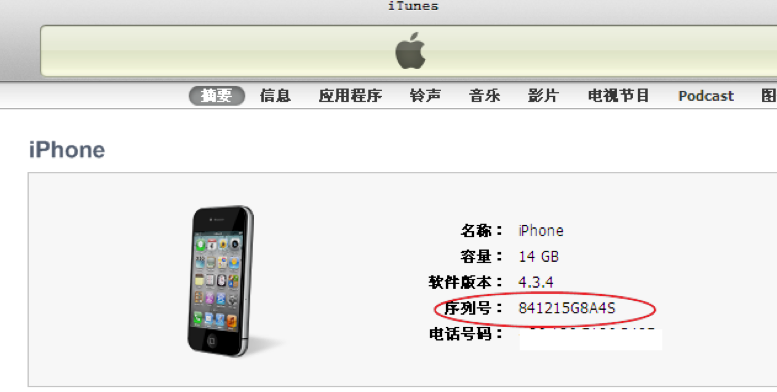 iTunes
摘要 信息 应用程序 铃声 音乐 影片 电视节目 Podcast 图
iPhone
名称： iPhone
容量： 14 GB
软件版本： 4.3.4
序列号： 841215G8A4S
电话号码：